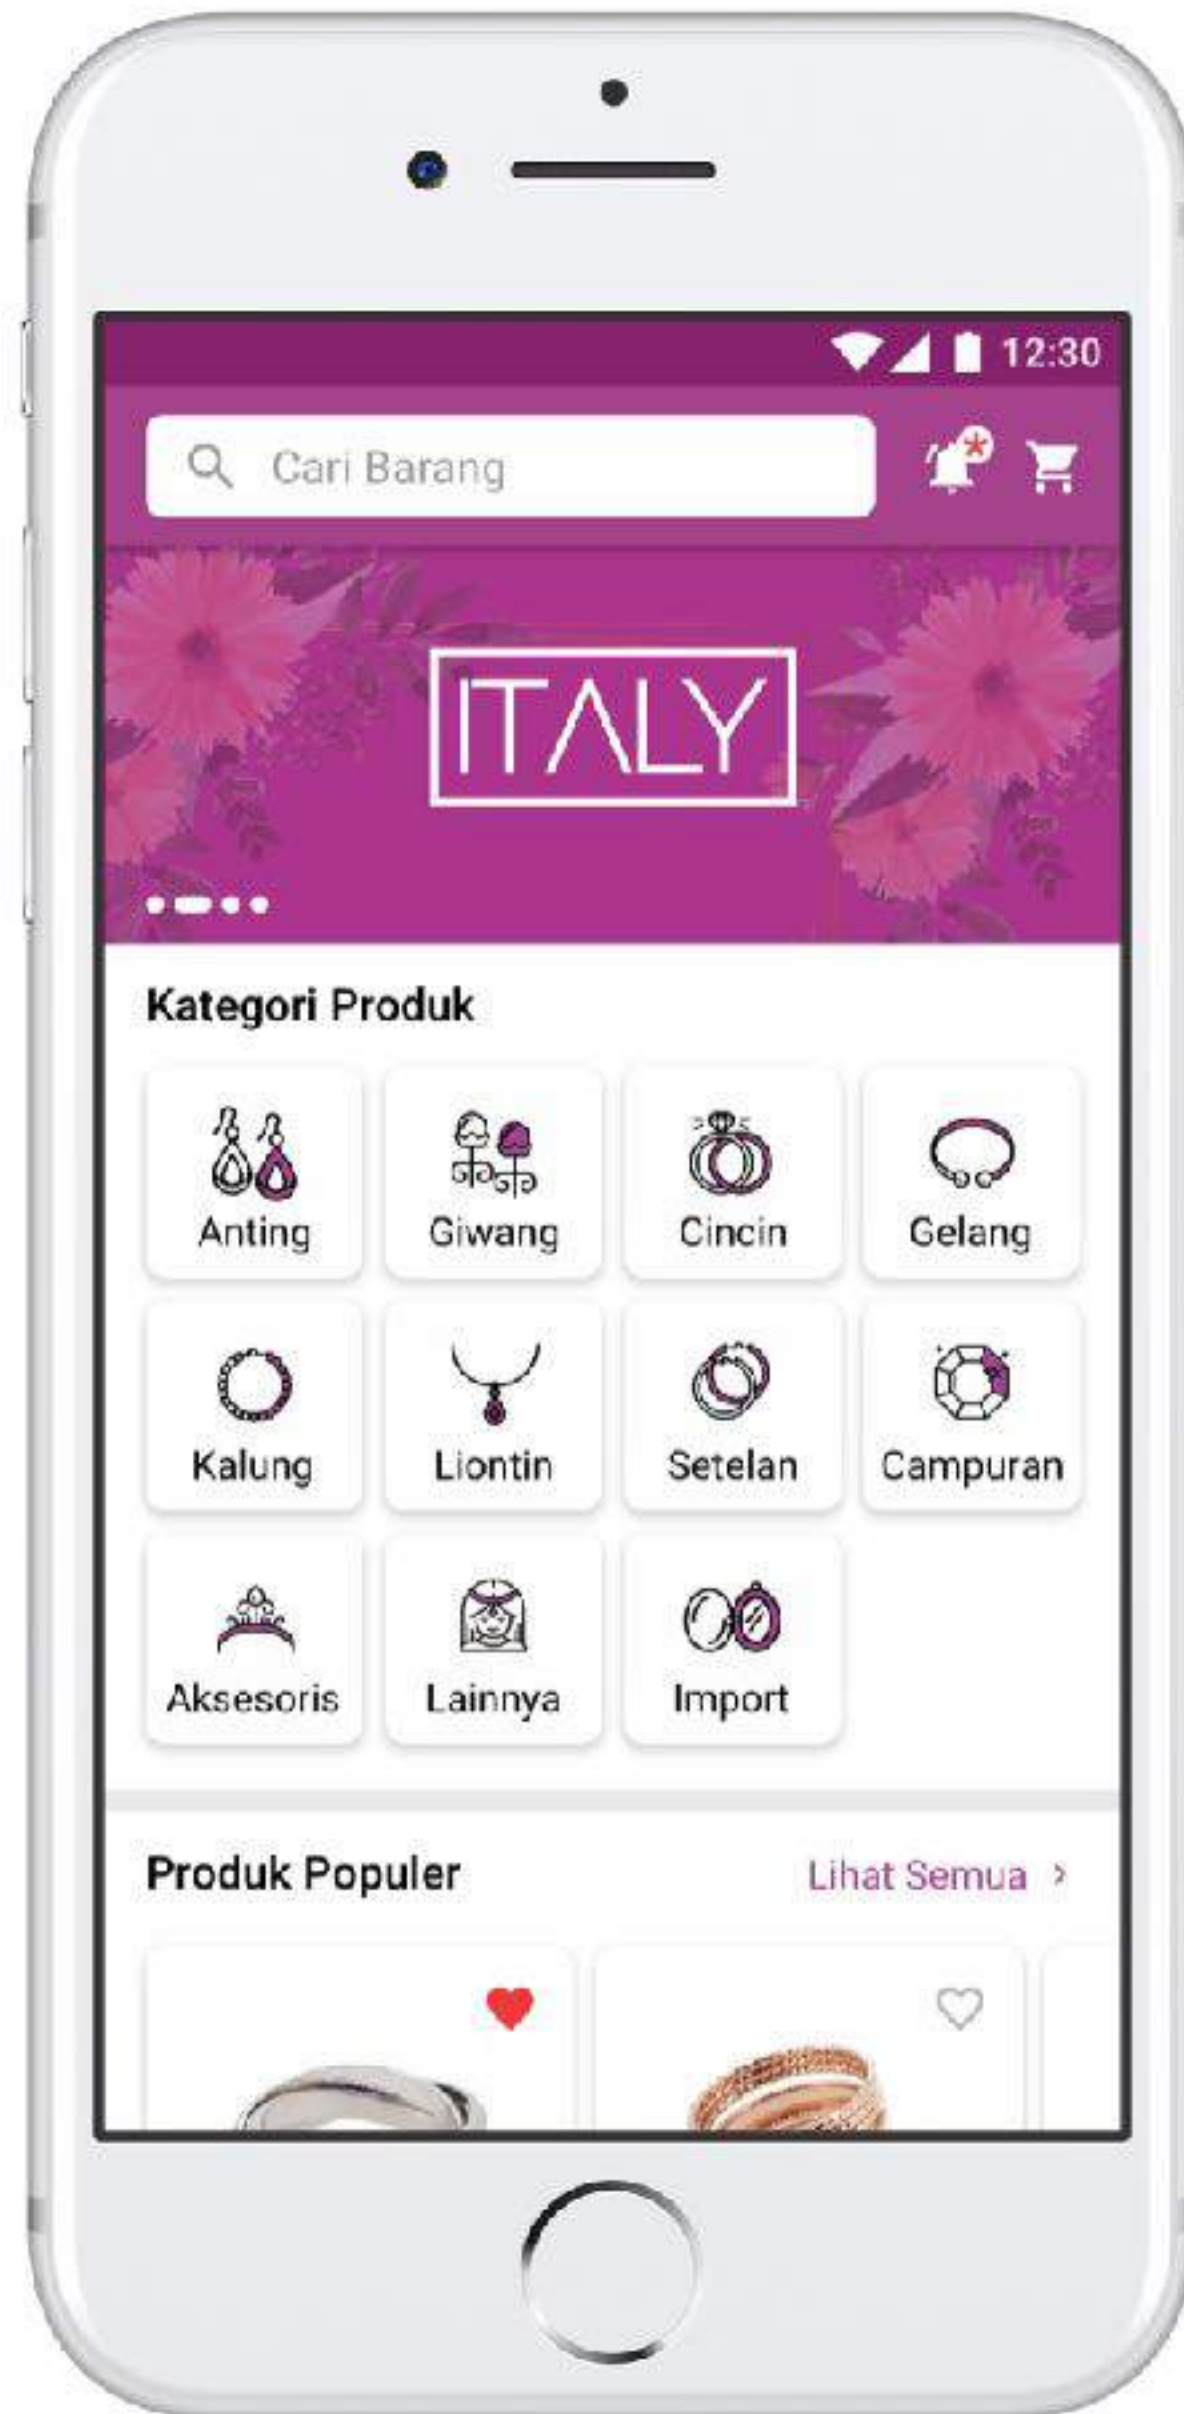 12:30
Cari Barang
ITALY
Kategori Produk
Anting Giwang Cincin Gelang
Kalung Liontin Setelan Campuran
Aksesoris Lainnya Import
Produk Populer Lihat Semua >